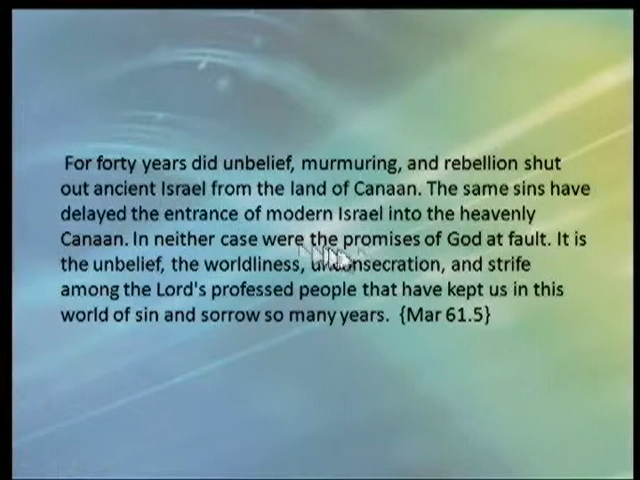 For forty years did unbelief, murmuring, and rebellion shut
out ancient Israel from the land of Canaan. The same sins have
delayed the entrance of modern Israel into the heavenly
Canaan. In neither case were the promises of God at fault. It is
the unbelief, the worldliness, unconsecration, and strife
among the Lord's professed people that have kept us in this
world of sin and sorrow so many years. {Mar 61.5}